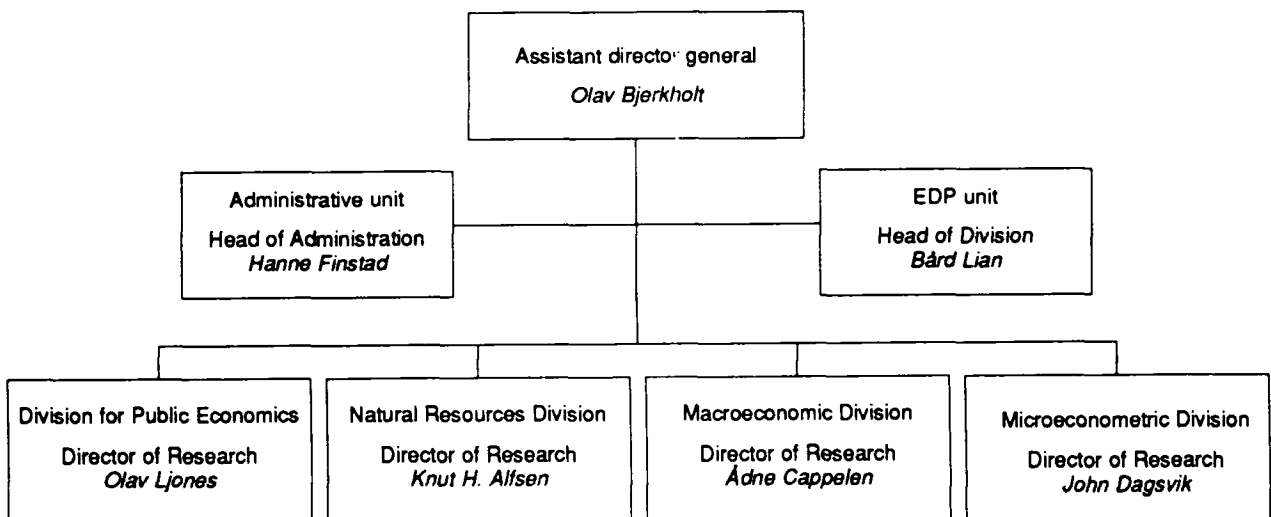 Assistant director general
Olav Bjerkholt
Administrative unit
Head of Administration
Hanne Finstad
EDP unit
Head of Division
Bård Lian
Division for Public Economics
Director of Research
Olav Ljones
Natural Resources Division
Director of Research
Knut H. Alfsen
Macroeconomic Division
Director of Research
Ådne Cappelen
Microeconometric Division
Director of Research
John Dagsvik